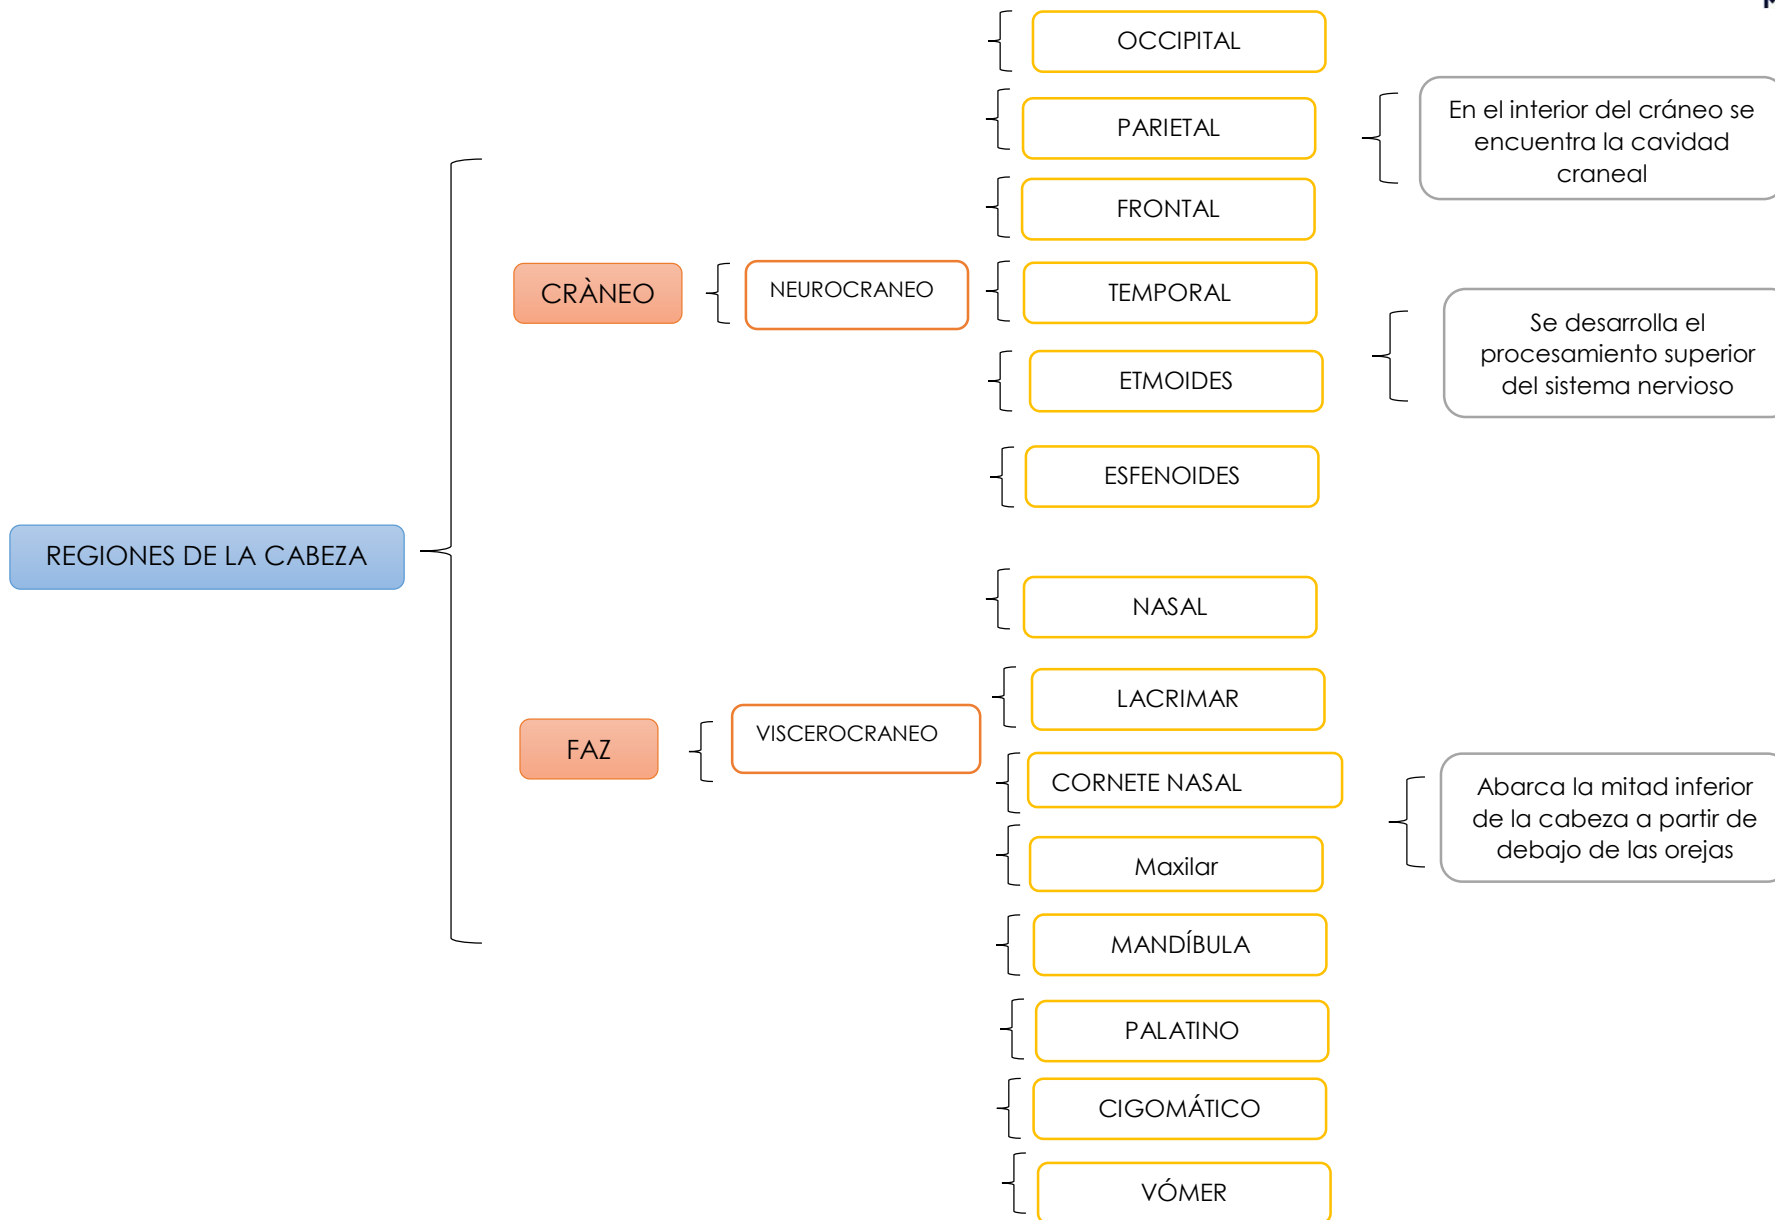 REGIONES DE LA CABEZA
CRÀNEO
NEUROCRANEO
OCCIPITAL
PARIETAL
FRONTAL
TEMPORAL
ETMOIDES
ESFENOIDES
En el interior del cráneo se
encuentra la cavidad
craneal
Se desarrolla el
procesamiento superior
del sistema nervioso
FAZ
VISCEROCRANEO
NASAL
LACRIMAR
CORNETE NASAL
Maxilar
MANDÍBULA
PALATINO
CIGOMÁTICO
VÓMER
Abarca la mitad inferior
de la cabeza a partir de
debajo de las orejas